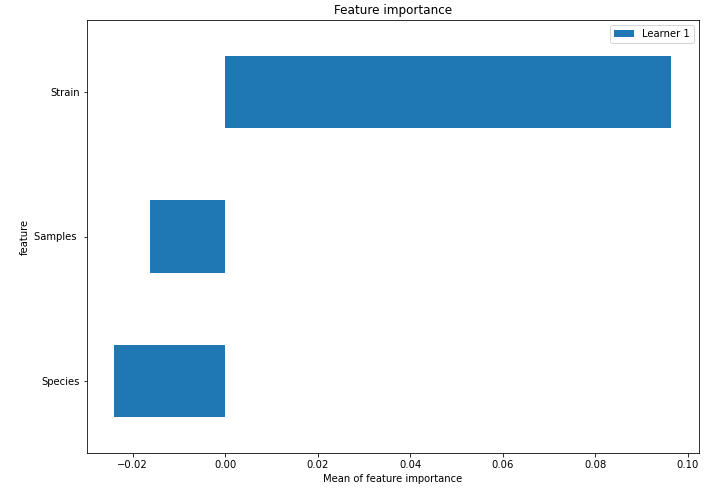 Feature importance
Learner 1
Strain
Samples
Species
feature
−0.02
0.00
0.02
0.04
0.06
0.08
0.10
Mean of feature importance